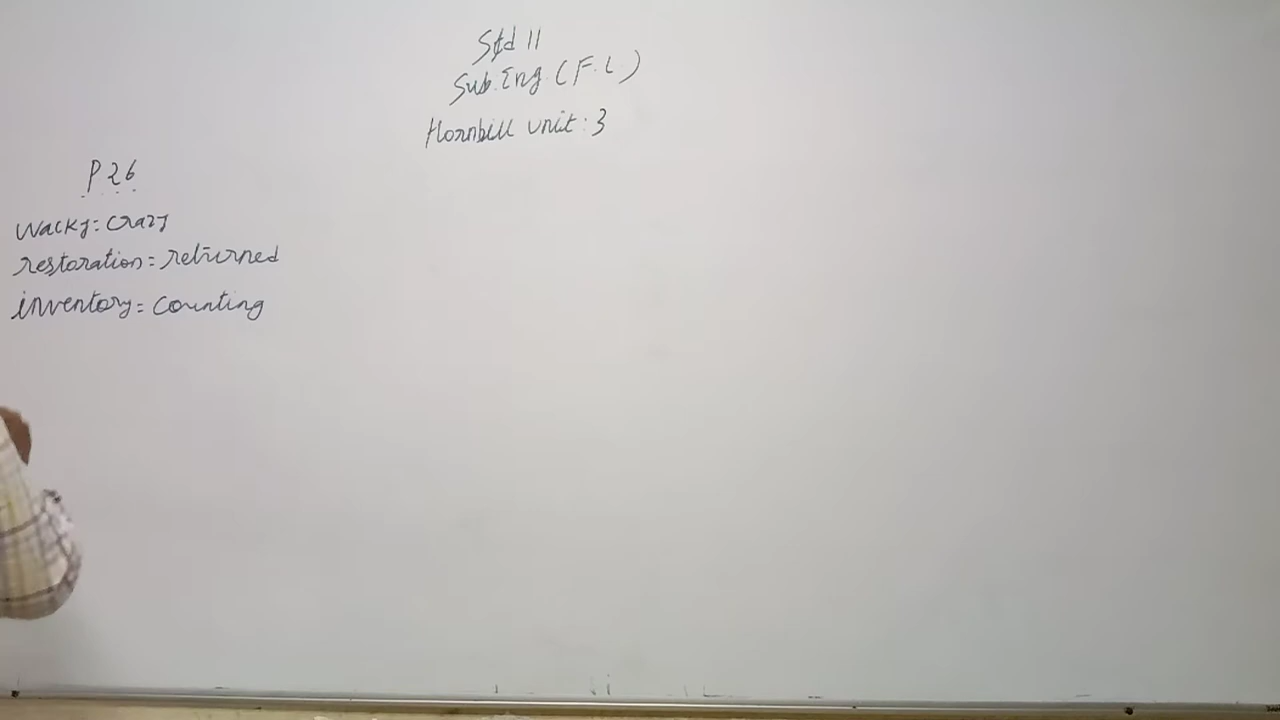 Std 11
Sub. Eng. (F.L)
Hornbill unit: 3
P 26
wacky = crazy
restoration = returned
inventory = counting